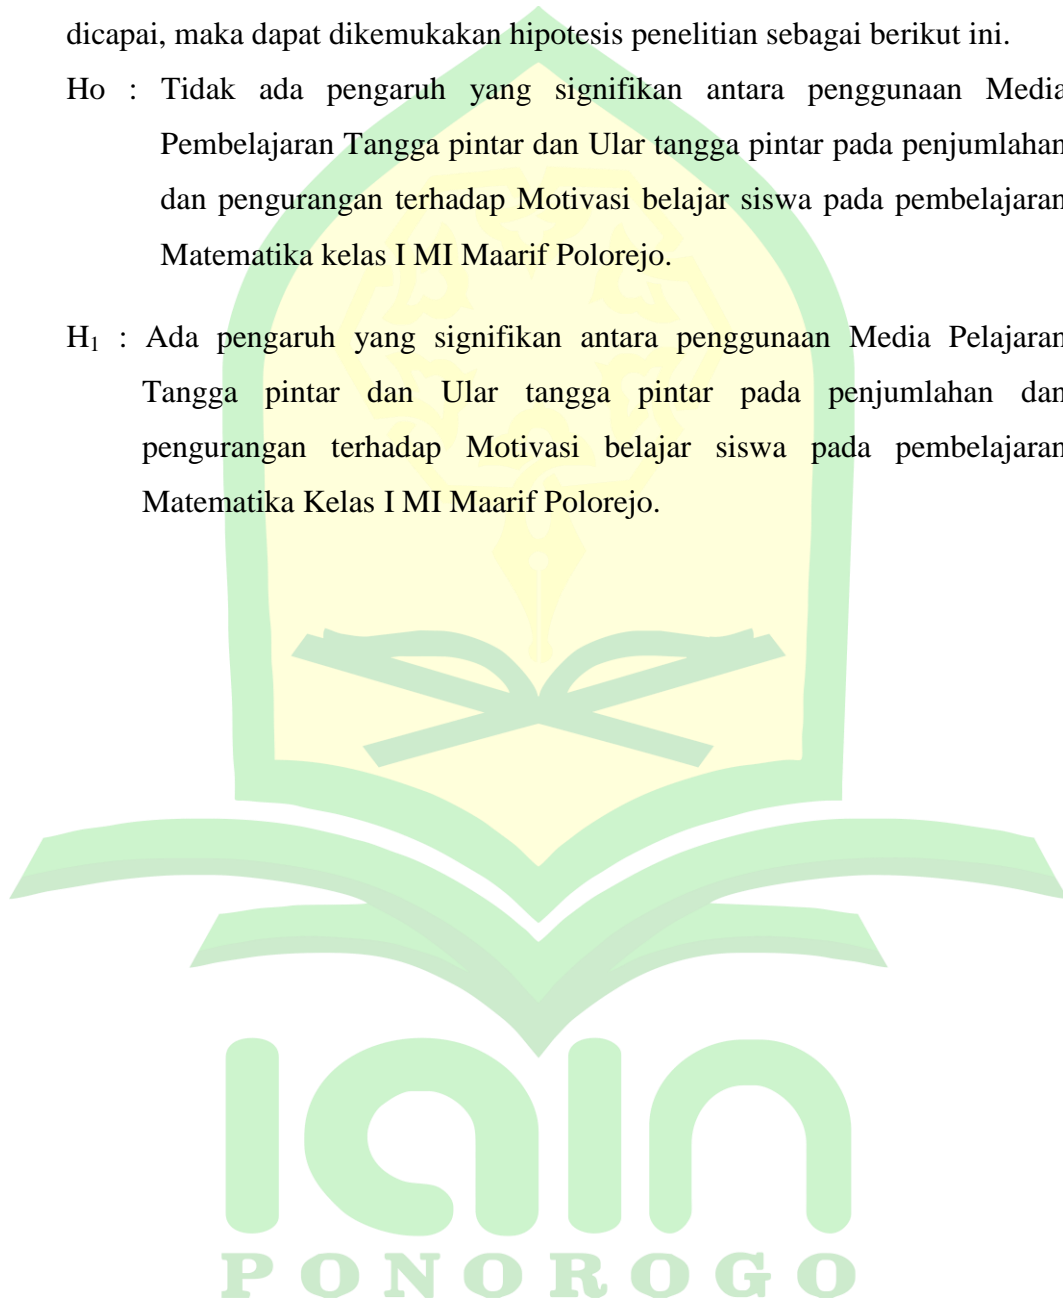 dicapai, maka dapat dikemukakan hipotesis penelitian sebagai berikut ini.
Ho : Tidak ada pengaruh yang signifikan antara penggunaan Media
Pembelajaran Tangga pintar dan Ular tangga pintar pada penjumlahan
dan pengurangan terhadap Motivasi belajar siswa pada pembelajaran
Matematika kelas I MI Maarif Polorejo.
H₁ : Ada pengaruh yang signifikan antara penggunaan Media Pelajaran
Tangga pintar dan Ular tangga pintar pada penjumlahan dan
pengurangan terhadap Motivasi belajar siswa pada pembelajaran
Matematika Kelas I MI Maarif Polorejo.
iain
PONOROGO